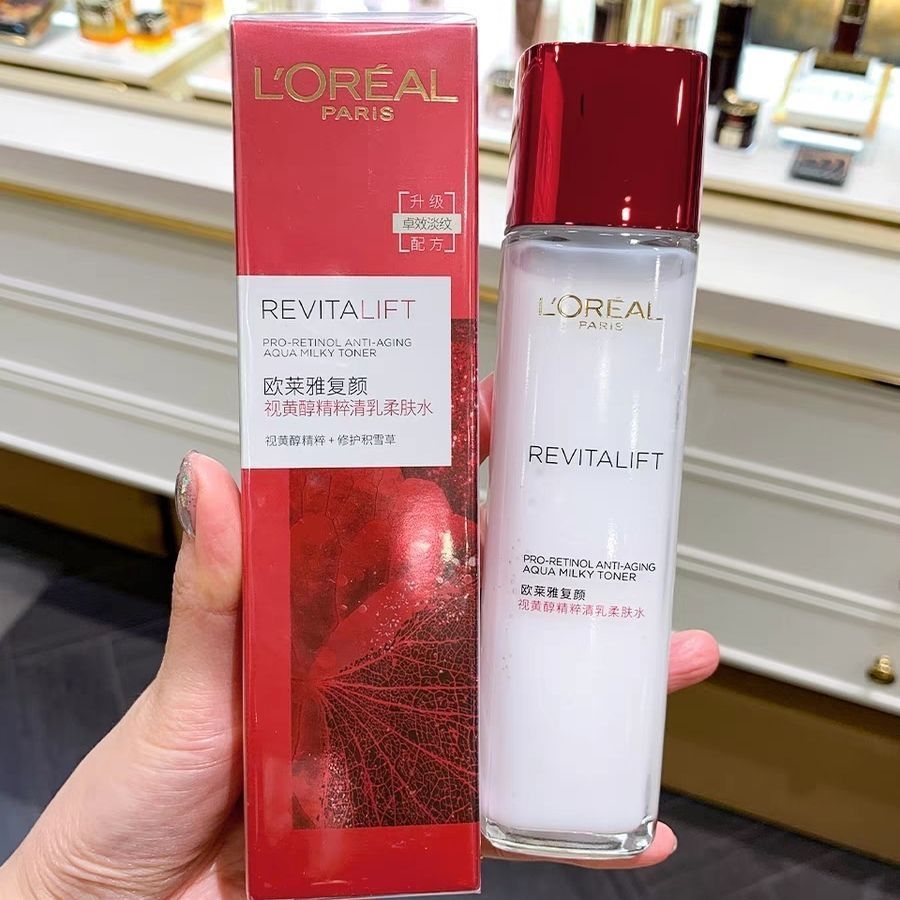 L'ORÉAL
PARIS
升级
卓效淡纹
配方
REVITALIFT
PRO-RETINOL ANTI-AGING
AQUA MILKY TONER
欧莱雅复颜
视黄醇精粹清乳柔肤水
视黄醇精粹+修护积雪草
L'ORÉAL
PARIS
REVITALIFT
PRO-RETINOL ANTI-AGING
AQUA MILKY TONER
欧莱雅复颜
视黄醇精粹清乳柔肤水